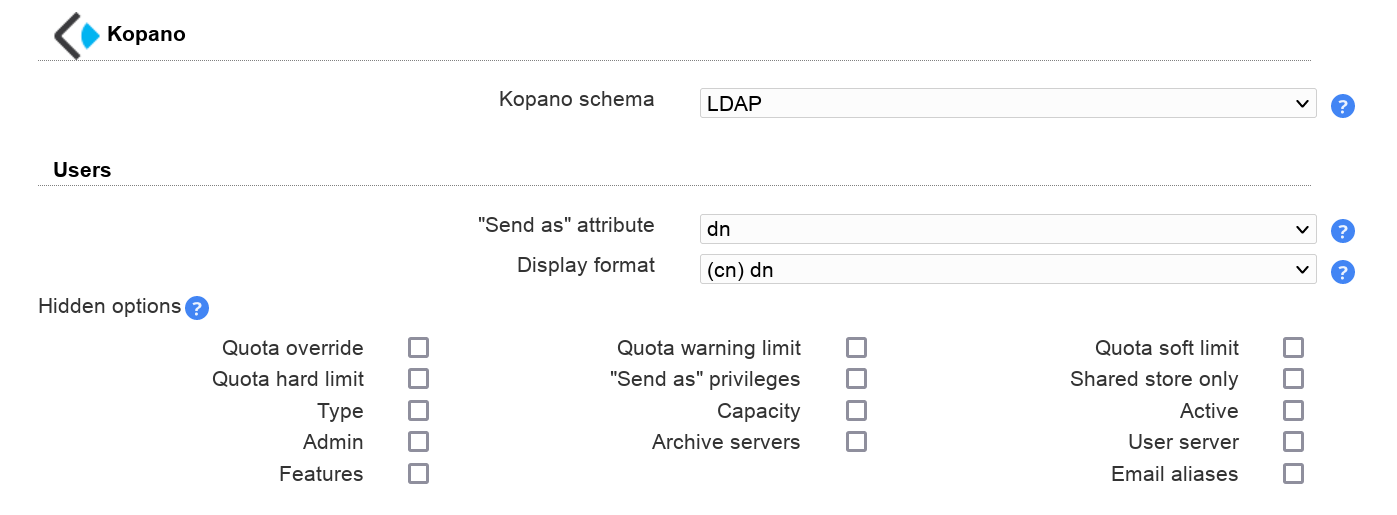 Kopano
Kopano schema LDAP ?
Users
"Send as" attribute dn ?
Display format (cn) dn ?
Hidden options ?
Quota override Quota warning limit Quota soft limit
Quota hard limit "Send as" privileges Shared store only
Type Capacity Active
Admin Archive servers User server
Features Email aliases